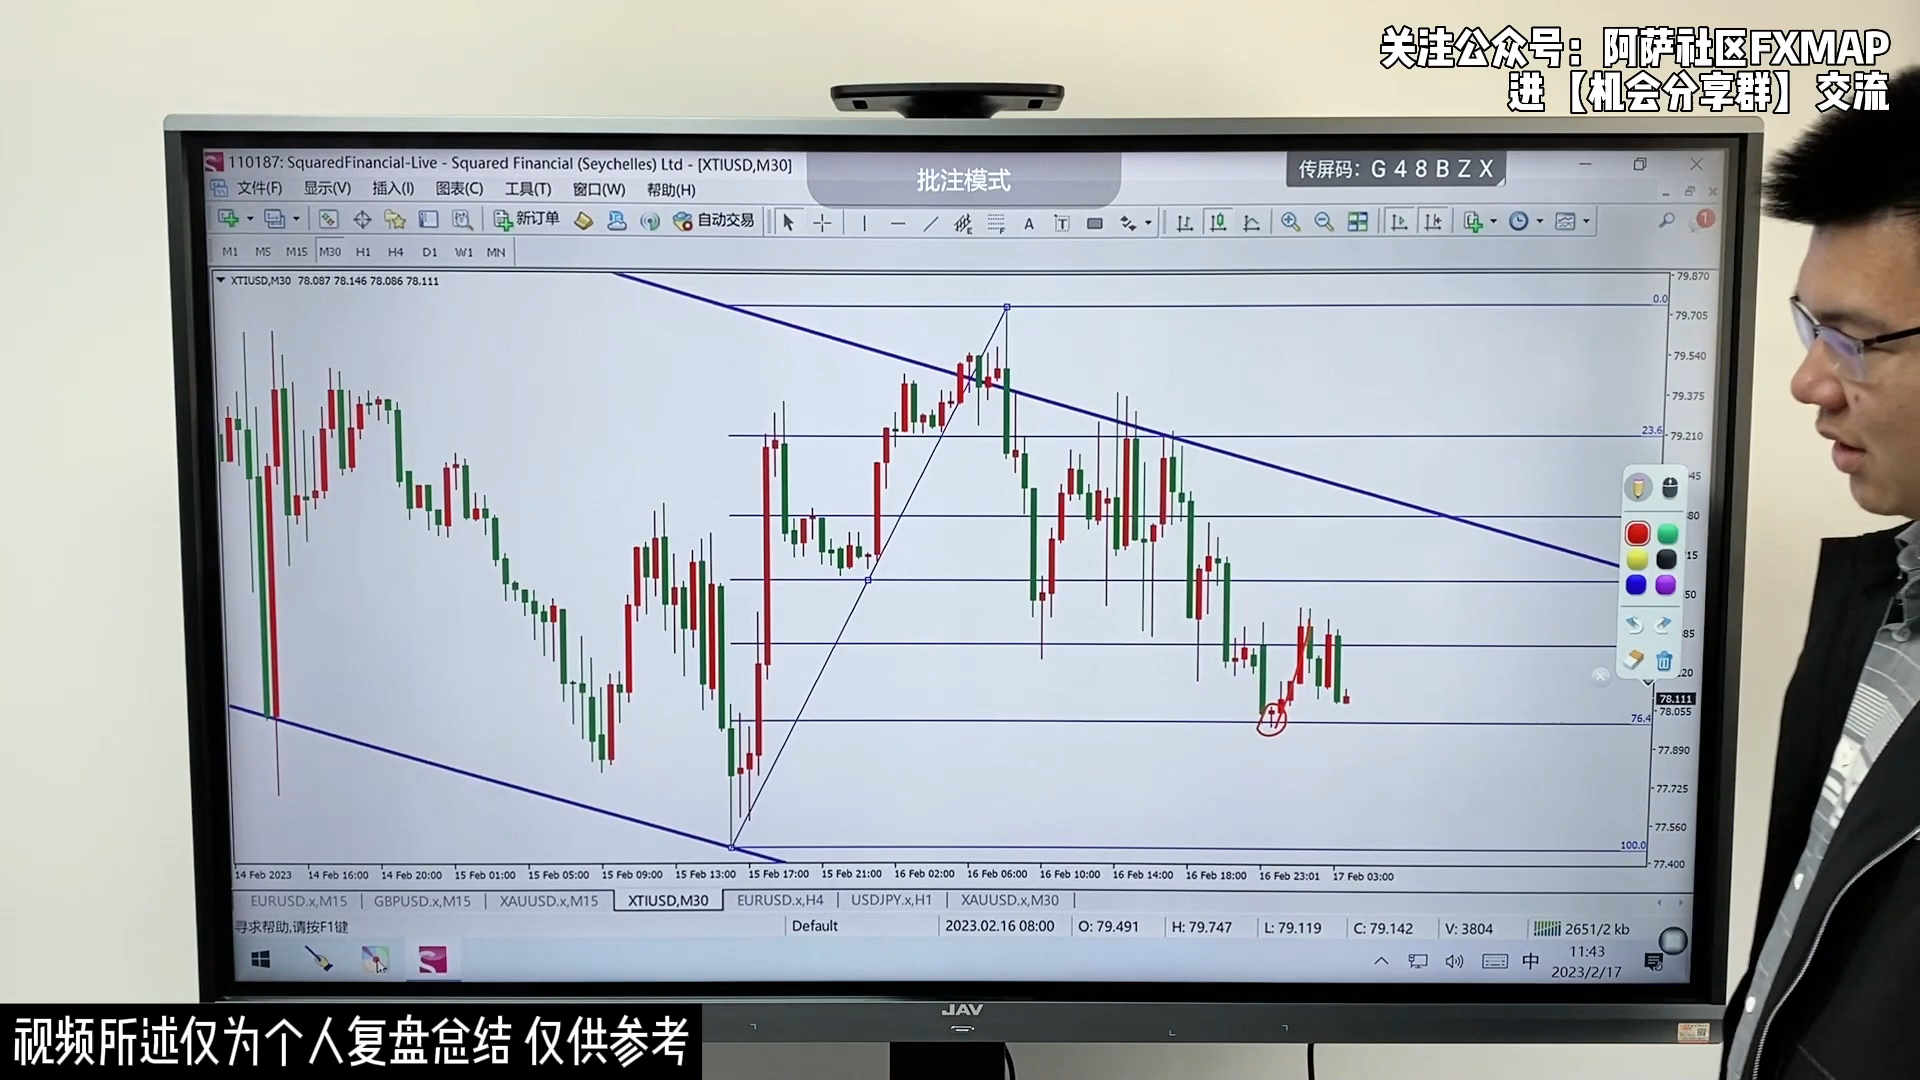 关注公众号：阿萨社区FXMAP
进【机会分享群】交流
110187: SquaredFinancial-Live - Squared Financial (Seychelles) Ltd - [XTIUSD,M30]
批注模式
传屏码：G48BZX
文件(F) 显示(V) 插入(I) 图表(C) 工具(T) 窗口(W) 帮助(H)
新订单 自动交易
M1 M5 M15 M30 H1 H4 D1 W1 MN
XTIUSD,M30 78.087 78.146 78.086 78.111
79.870
0.0
79.705
79.540
79.375
23.6
79.210
45
80
15
50
85
20
78.111
76.4
78.055
77.890
77.725
77.560
100.0
77.400
14 Feb 2023 14 Feb 16:00 14 Feb 20:00 15 Feb 01:00 15 Feb 05:00 15 Feb 09:00 15 Feb 13:00 15 Feb 17:00 15 Feb 21:00 16 Feb 02:00 16 Feb 06:00 16 Feb 10:00 16 Feb 14:00 16 Feb 18:00 16 Feb 23:01 17 Feb 03:00
EURUSD.x,M15 GBPUSD.x,M15 XAUUSD.x,M15 XTIUSD,M30 EURUSD.x,H4 USDJPY.x,H1 XAUUSD.x,M30
寻求帮助,请按F1键 Default 2023.02.16 08:00 O: 79.491 H: 79.747 L: 79.119 C: 79.142 V: 3804 2651/2 kb
中 11:43
2023/2/17
JAV
视频所述仅为个人复盘总结 仅供参考